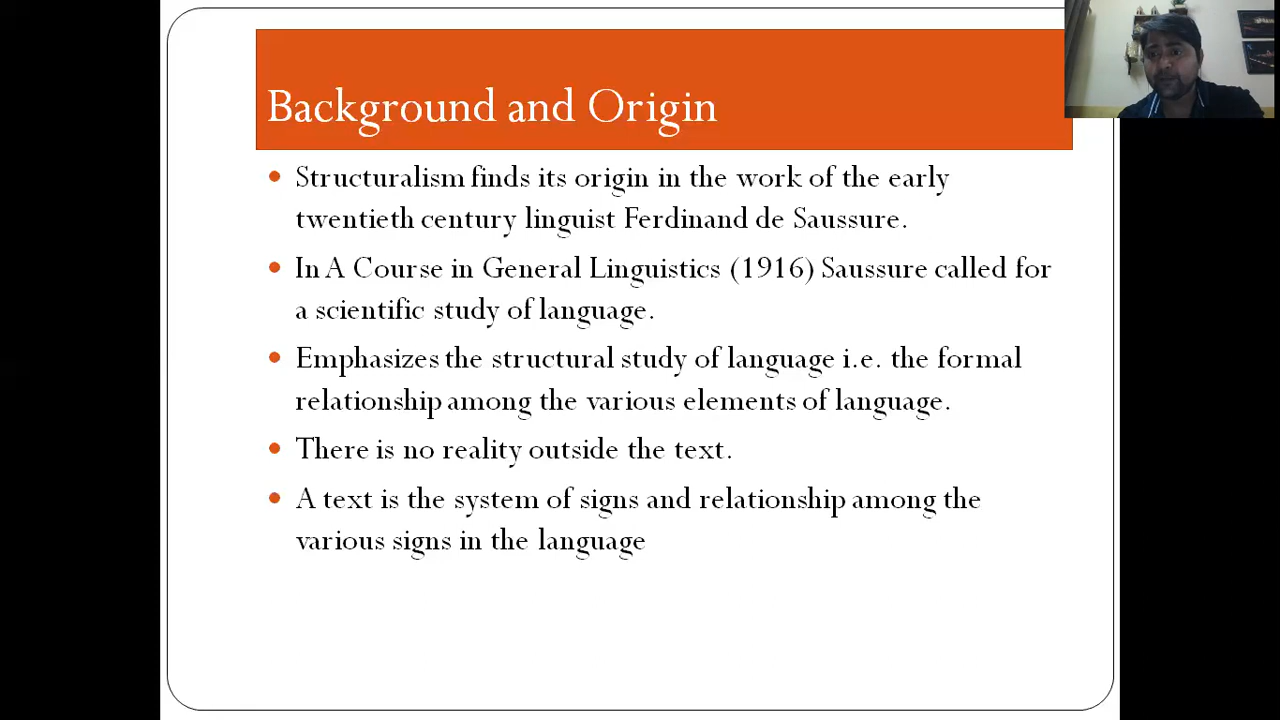 Background and Origin
Structuralism finds its origin in the work of the early
twentieth century linguist Ferdinand de Saussure.
In A Course in General Linguistics (1916) Saussure called for
a scientific study of language.
Emphasizes the structural study of language i.e. the formal
relationship among the various elements of language.
There is no reality outside the text.
A text is the system of signs and relationship among the
various signs in the language